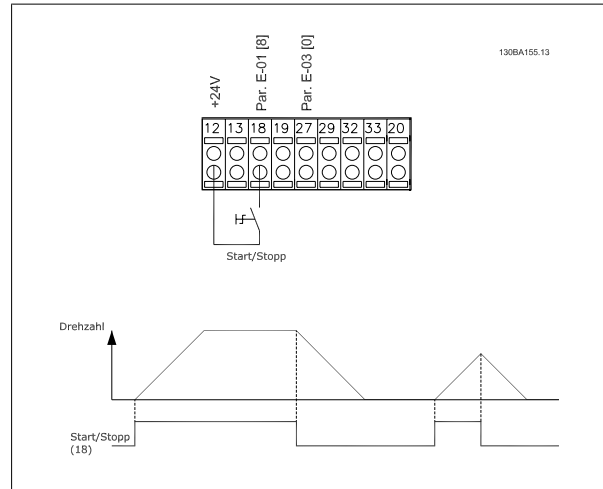 130BA155.13
+24V
Par. E-01 [8]
Par. E-03 [0]
12 13 18 19 27 29 32 33 20
Start/Stopp
Drehzahl
Start/Stopp
(18)